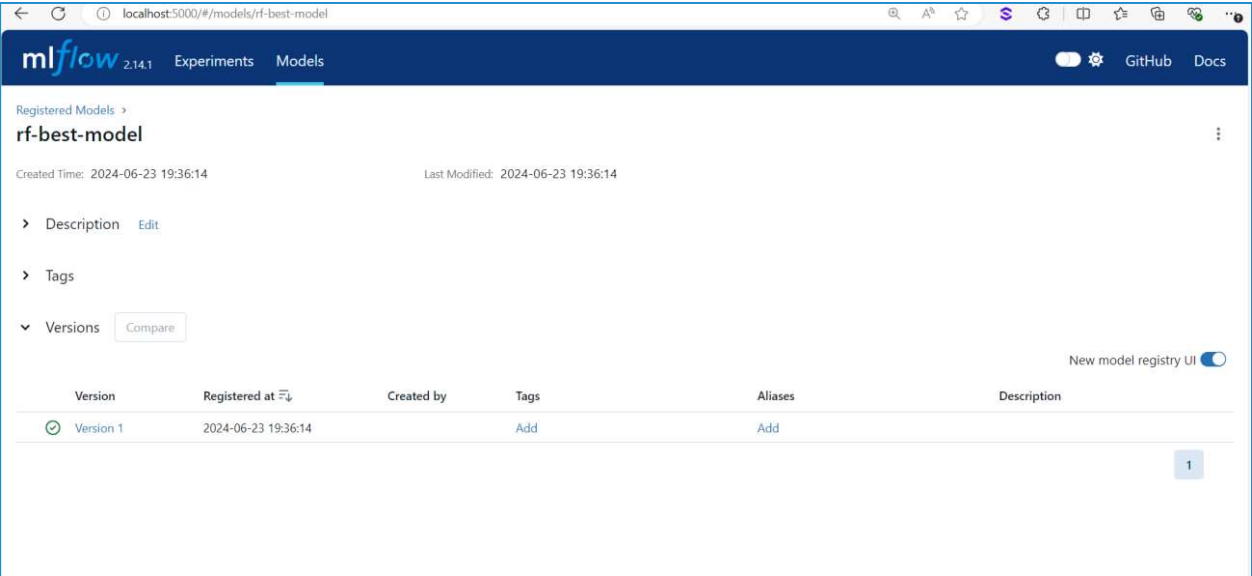 localhost:5000/#/models/rf-best-model
mlflow 2.14.1 Experiments Models GitHub Docs
Registered Models >
rf-best-model
Created Time: 2024-06-23 19:36:14 Last Modified: 2024-06-23 19:36:14
Description Edit
Tags
Versions Compare
New model registry UI
Version Registered at Created by Tags Aliases Description
Version 1 2024-06-23 19:36:14 Add Add
1